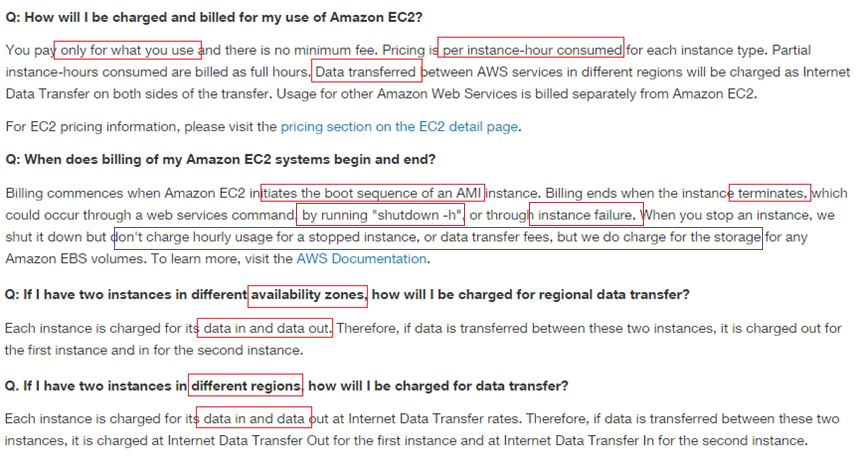 Q: How will I be charged and billed for my use of Amazon EC2?
You pay only for what you use and there is no minimum fee. Pricing is per instance-hour consumed for each instance type. Partial
instance-hours consumed are billed as full hours. Data transferred between AWS services in different regions will be charged as Internet
Data Transfer on both sides of the transfer. Usage for other Amazon Web Services is billed separately from Amazon EC2.
For EC2 pricing information, please visit the pricing section on the EC2 detail page.
Q: When does billing of my Amazon EC2 systems begin and end?
Billing commences when Amazon EC2 initiates the boot sequence of an AMI instance. Billing ends when the instance terminates, which
could occur through a web services command, by running "shutdown -h", or through instance failure. When you stop an instance, we
shut it down but don't charge hourly usage for a stopped instance, or data transfer fees, but we do charge for the storage for any
Amazon EBS volumes. To learn more, visit the AWS Documentation.
Q: If I have two instances in different availability zones, how will I be charged for regional data transfer?
Each instance is charged for its data in and data out. Therefore, if data is transferred between these two instances, it is charged out for
the first instance and in for the second instance.
Q. If I have two instances in different regions, how will I be charged for data transfer?
Each instance is charged for its data in and data out at Internet Data Transfer rates. Therefore, if data is transferred between these two
instances, it is charged at Internet Data Transfer Out for the first instance and at Internet Data Transfer In for the second instance.